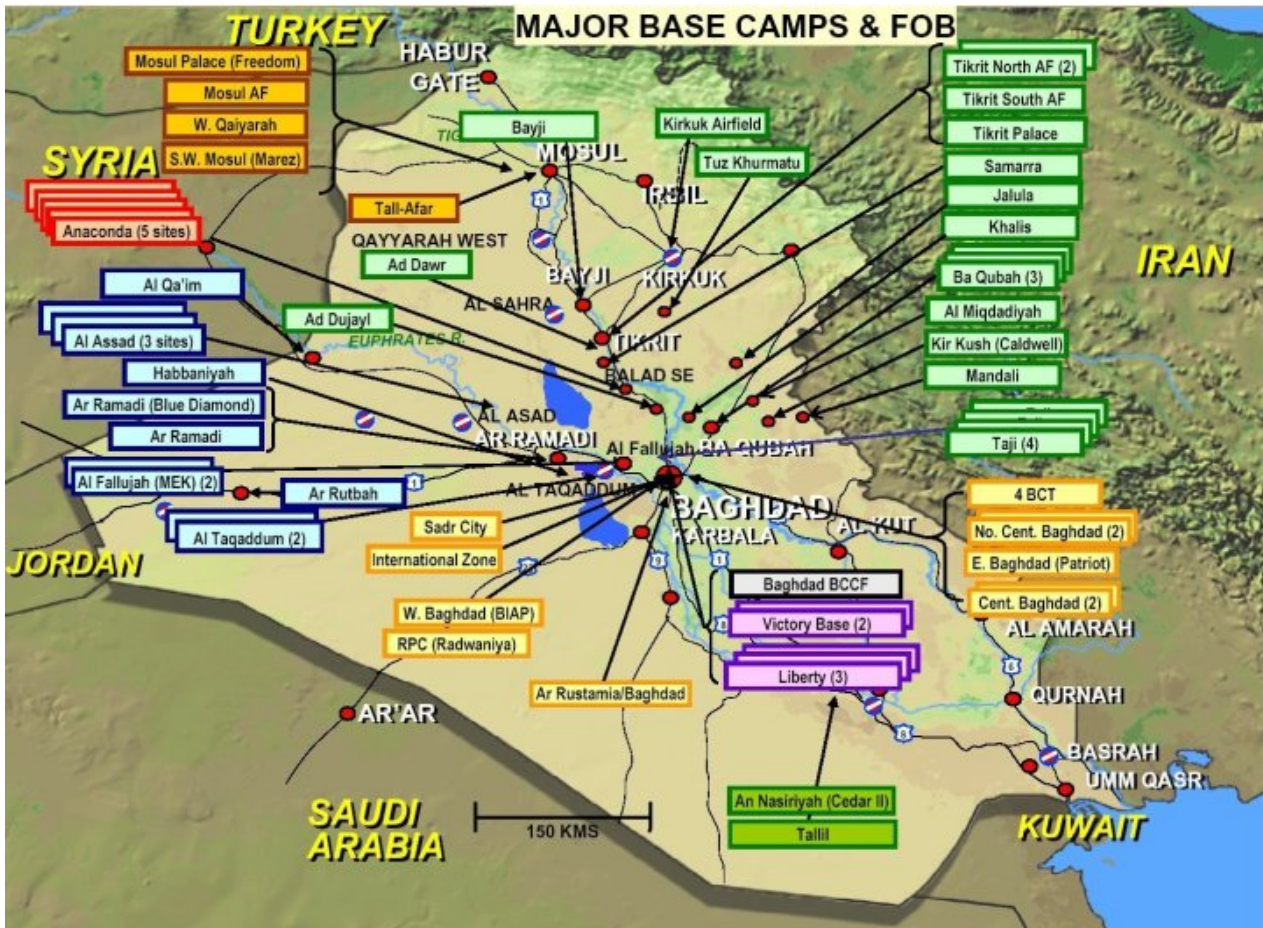 MAJOR BASE CAMPS & FOB
TURKEY
HABUR
GATE
Mosul Palace (Freedom)
Mosul AF
W. Qaiyarah
S.W. Mosul (Marez)
SYRIA
Anaconda (5 sites)
Bayji
MOSUL
IRBIL
Kirkuk Airfield
Tuz Khurmatu
Tikrit North AF (2)
Tikrit South AF
Tikrit Palace
Samarra
Jalula
Khalis
Ba Qubah (3)
Al Miqdadiyah
Kir Kush (Caldwell)
Mandali
Taji (4)
IRAN
Tall-Afar
1
QAYYARAH WEST
Ad Dawr
BAYJI
KIRKUK
AL SAHRA
Al Qa'im
Ad Dujayl
EUPHRATES R.
TIKRIT
BALAD SE
Al Assad (3 sites)
Habbaniyah
Ar Ramadi (Blue Diamond)
Ar Ramadi
AL ASAD
AR RAMADI
Al Fallujah
BA QUBAH
Al Fallujah (MEK) (2)
Ar Rutbah
1
AL TAQADDUM
Al Taqaddum (2)
BAGHDAD
KARBALA
AL KUT
JORDAN
Sadr City
International Zone
W. Baghdad (BIAP)
RPC (Radwaniya)
Ar Rustamia/Baghdad
9
1
8
4 BCT
No. Cent. Baghdad (2)
E. Baghdad (Patriot)
Cent. Baghdad (2)
Baghdad BCCF
Victory Base (2)
Liberty (3)
AL AMARAH
6
QURNAH
AR'AR
8
BASRAH
UMM QASR
An Nasiriyah (Cedar II)
Tallil
SAUDI
ARABIA
150 KMS
KUWAIT